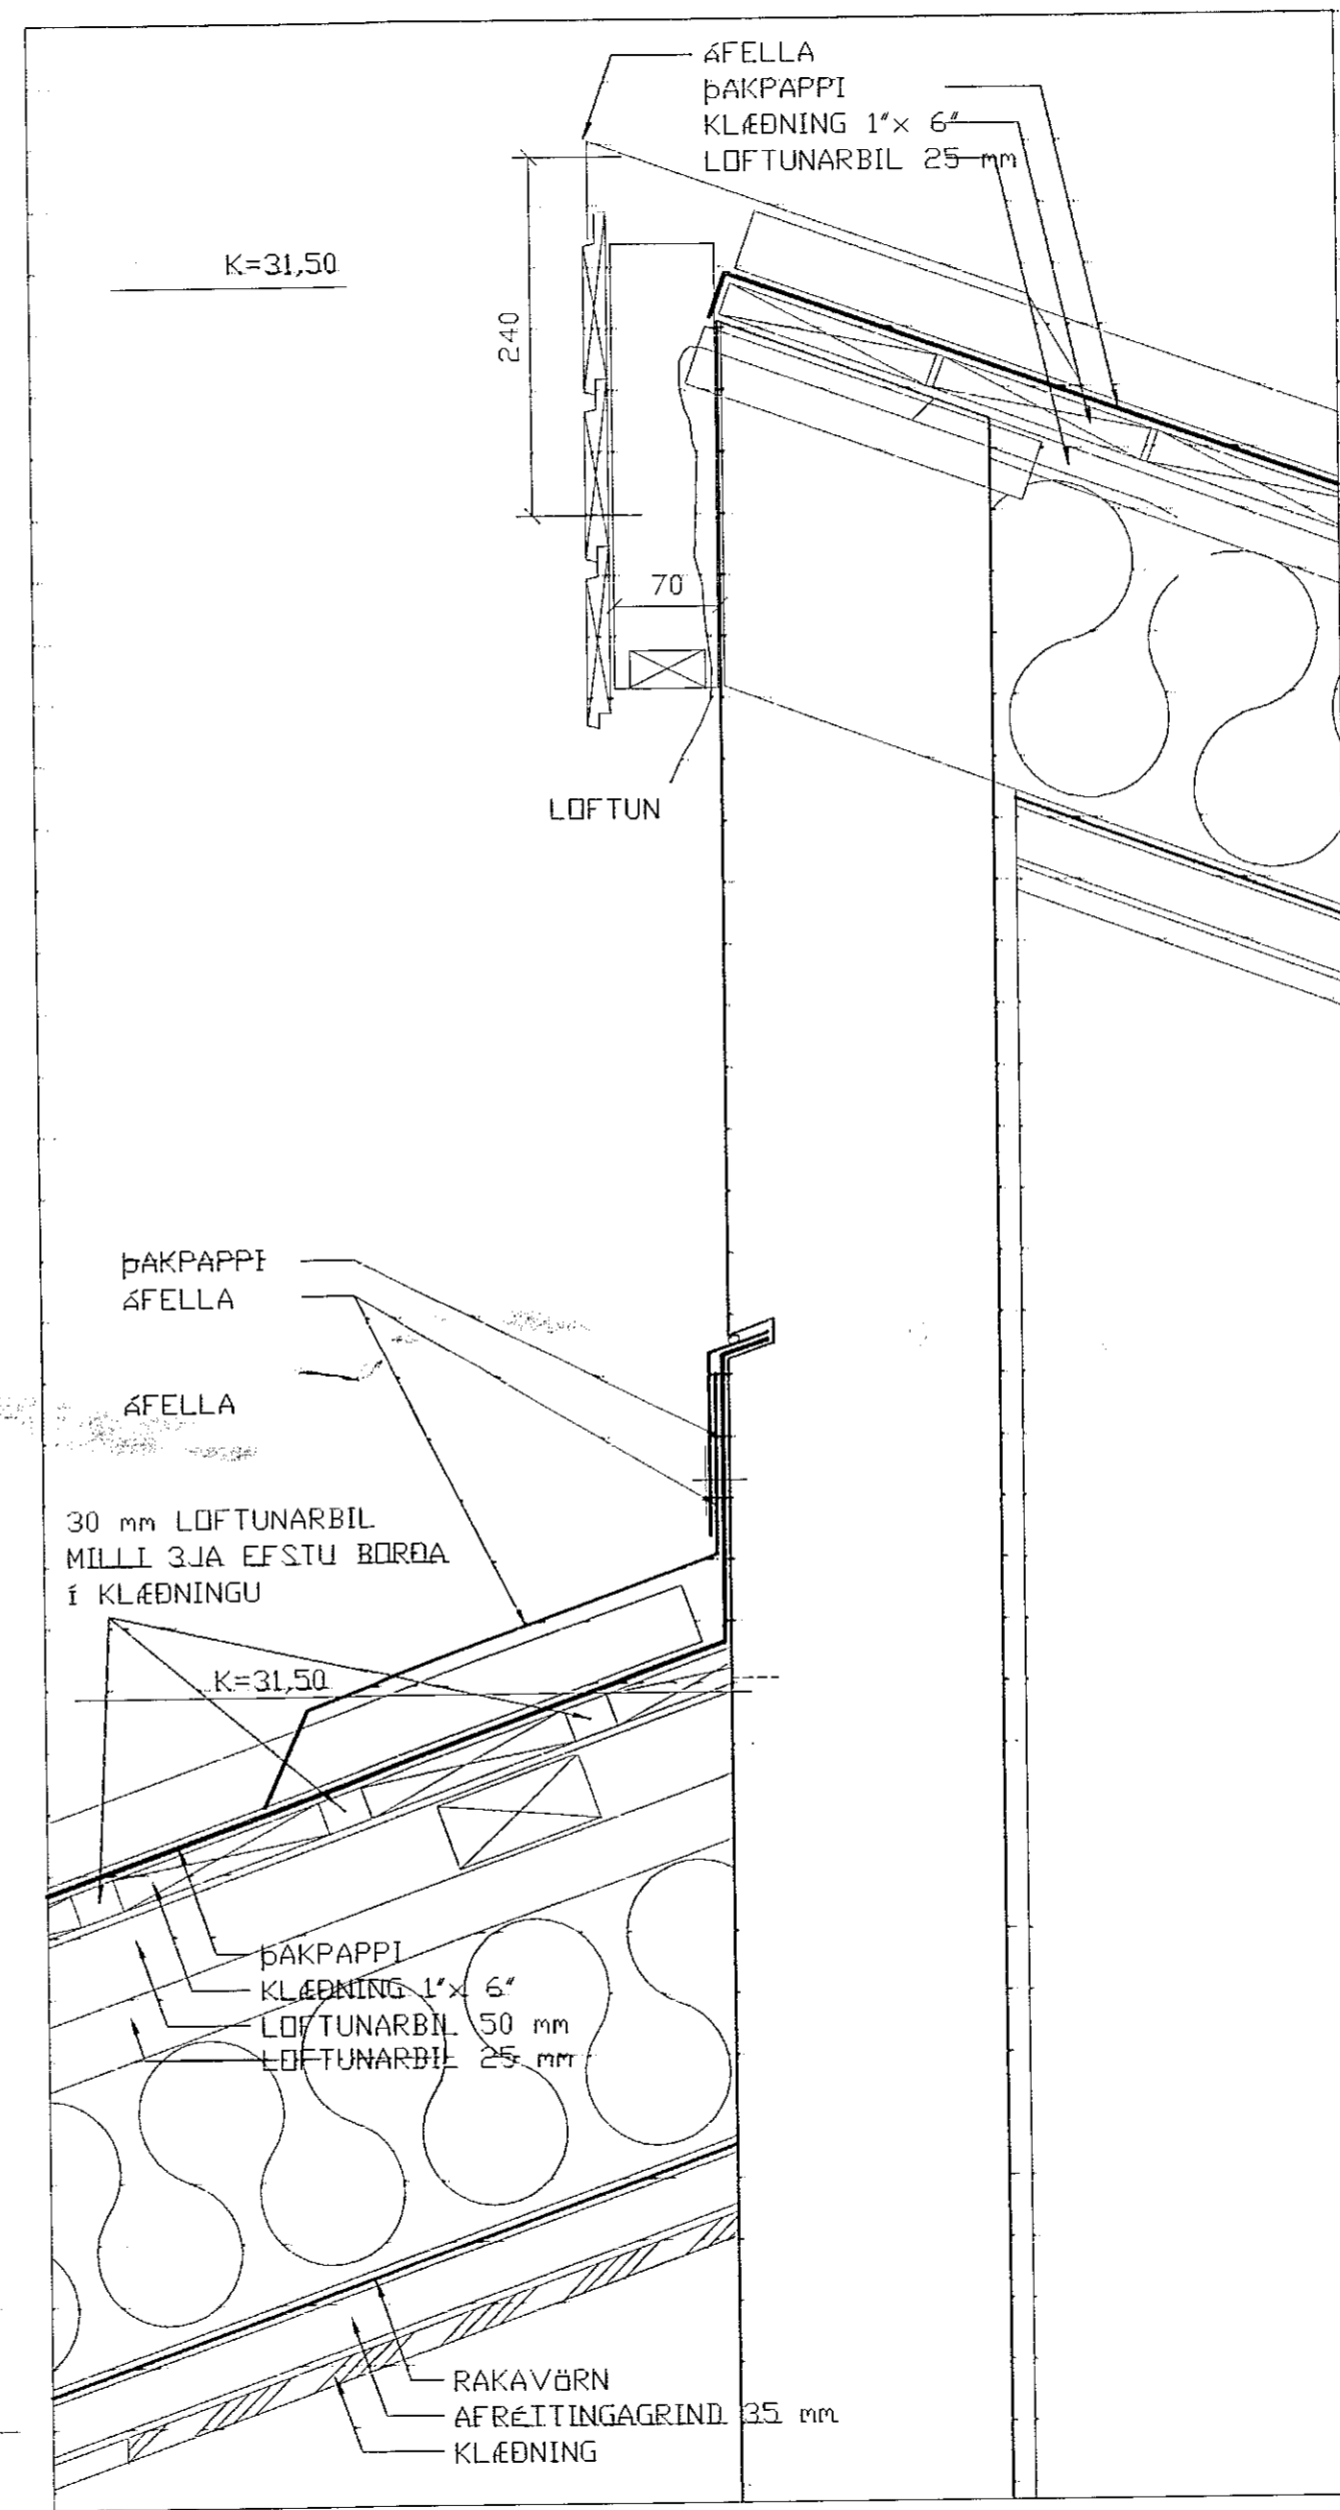 ÁFELLA
ÞAKPAPPI
KLÆÐNING 1"x 6"
LOFTUNARBIL 25 mm
K=31,50
240
70
LOFTUN
ÞAKPAPPI
ÁFELLA
ÁFELLA
30 mm LOFTUNARBIL
MILLI 3JA EFSTU BORÐA
Í KLÆÐNINGU
K=31,50
ÞAKPAPPI
KLÆÐNING 1"x 6"
LOFTUNARBIL 50 mm
LOFTUNARBIL 25 mm
RAKAVÖRN
AFRÉTTINGAGRIND 35 mm
KLÆÐNING